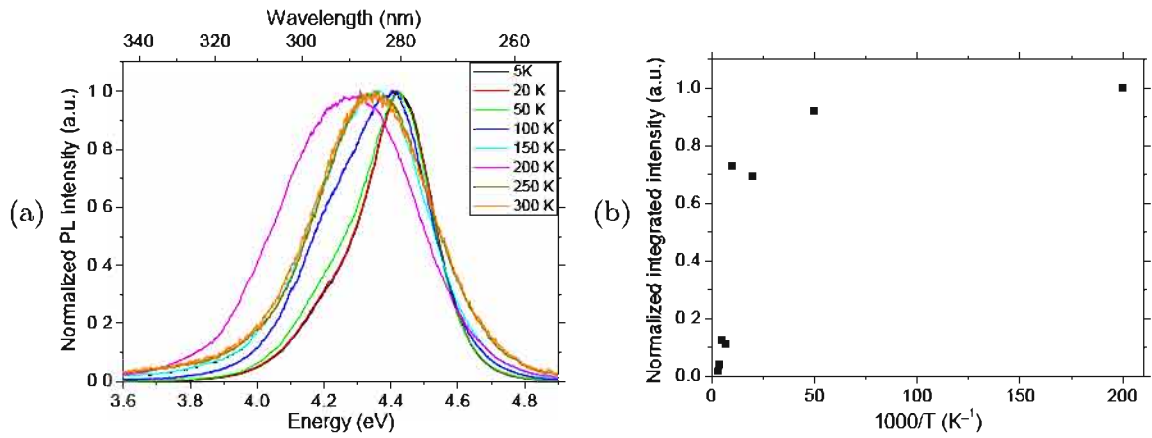 Wavelength (nm)
340 320 300 280 260
(a)
Normalized PL intensity (a.u.)
1.0
0.8
0.6
0.4
0.2
0.0
5K
20 K
50 K
100 K
150 K
200 K
250 K
300 K
3.6 3.8 4.0 4.2 4.4 4.6 4.8
Energy (eV)
(b)
Normalized integrated intensity (a.u.)
1.0
0.8
0.6
0.4
0.2
0.0
0 50 100 150 200
1000/T (K⁻¹)